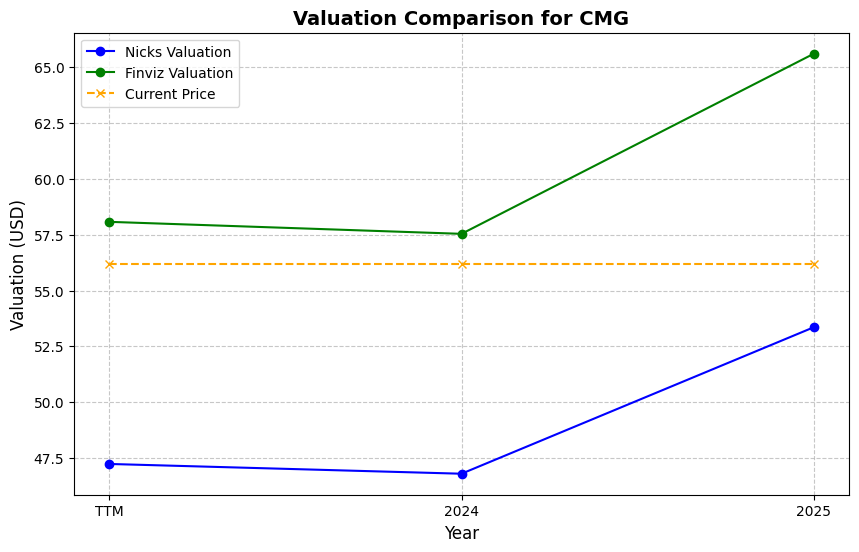 Valuation Comparison for CMG
Nicks Valuation
Finviz Valuation
Current Price
65.0
62.5
60.0
57.5
55.0
52.5
50.0
47.5
Valuation (USD)
TTM 2024 2025
Year